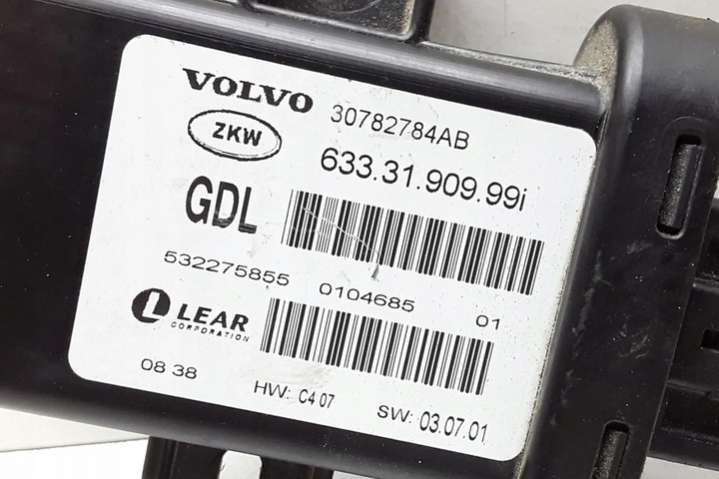 VOLVO 30782784AB
ZKW 633.31.909.99i
GDL
532275855 0104685 01
LEAR
CORPORATION
08 38 HW: C4 07 SW: 03.07.01